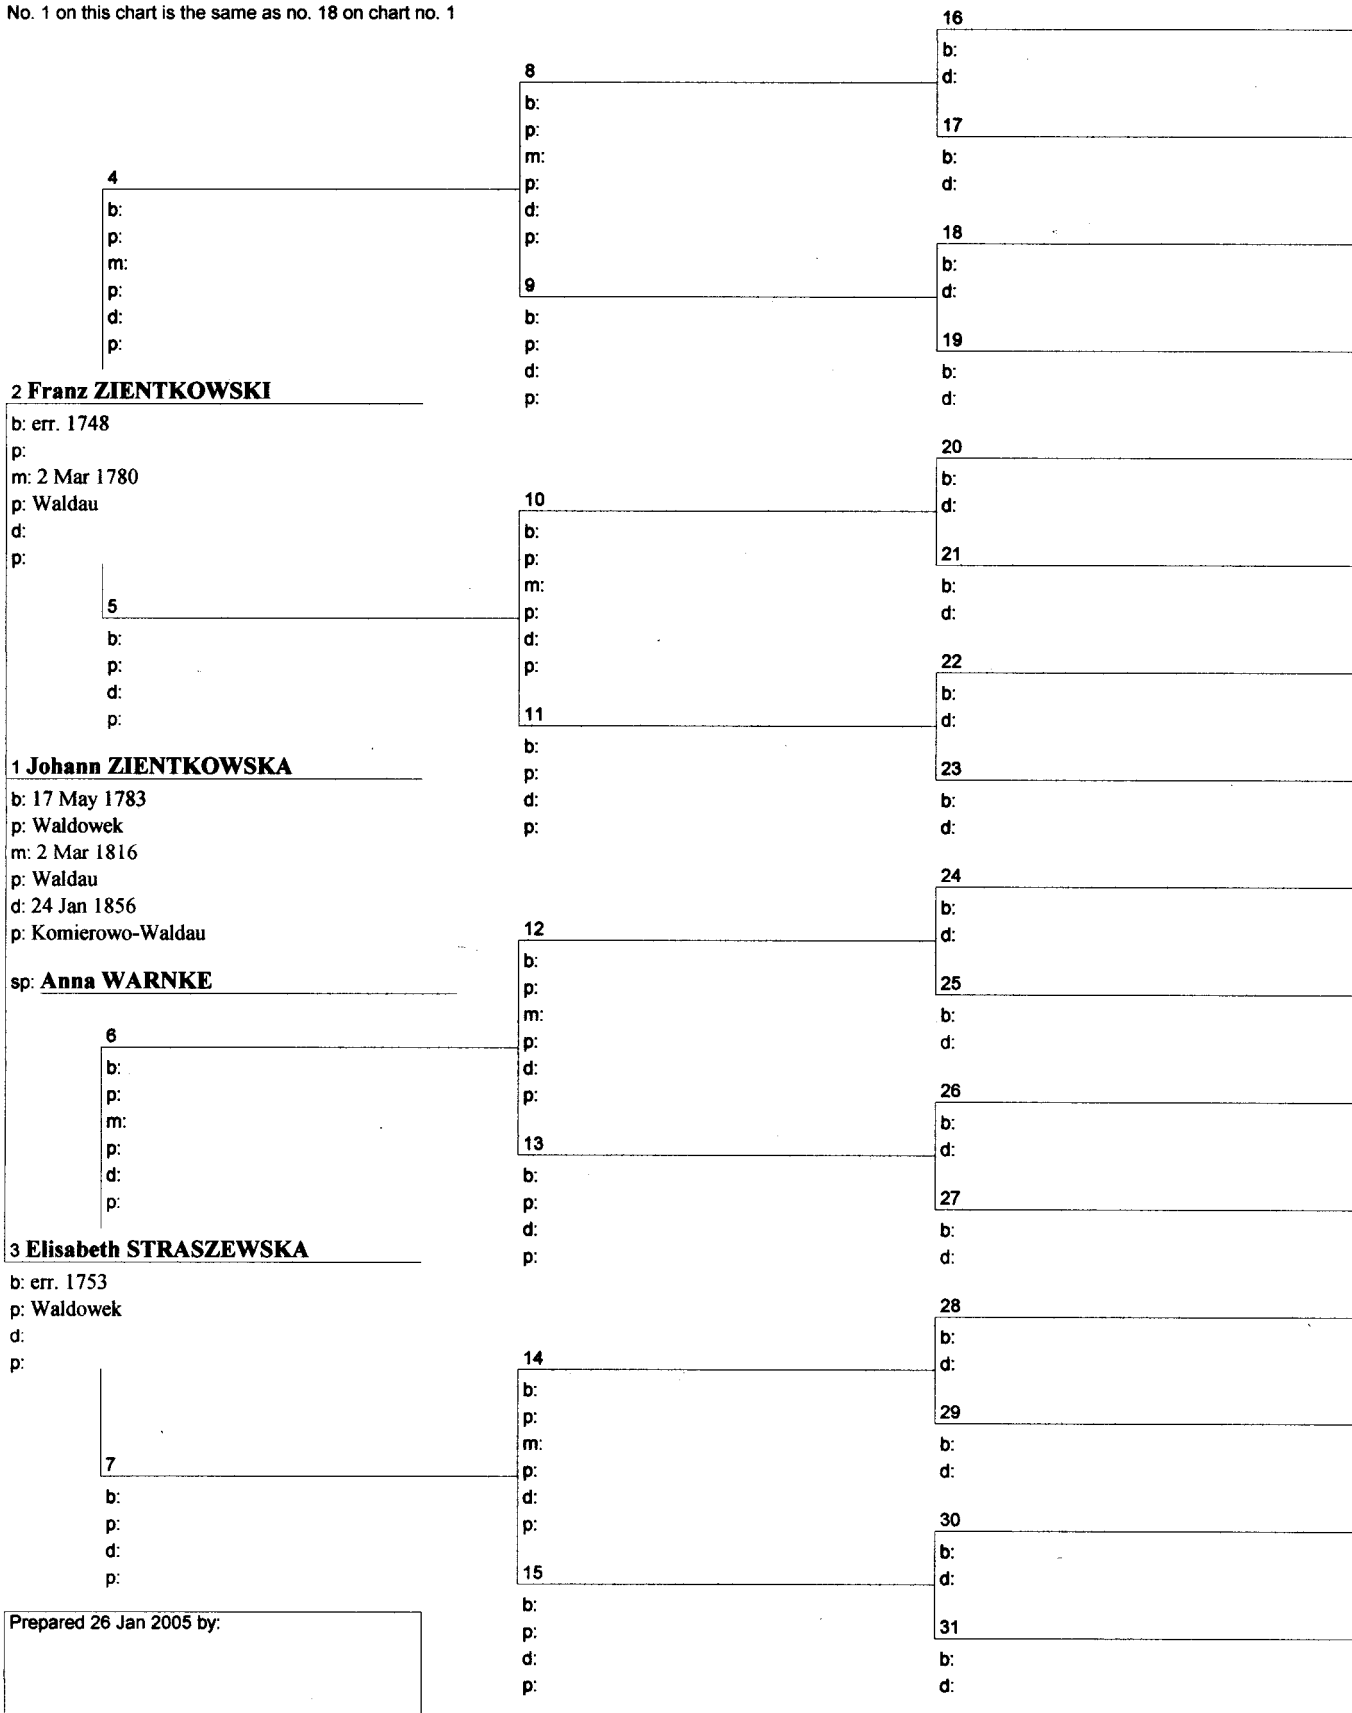 No. 1 on this chart is the same as no. 18 on chart no. 1
2 Franz ZIENTKOWSKI
b: err. 1748
p:
m: 2 Mar 1780
p: Waldau
d:
p:
1 Johann ZIENTKOWSKA
b: 17 May 1783
p: Waldowek
m: 2 Mar 1816
p: Waldau
d: 24 Jan 1856
p: Komierowo-Waldau
sp: Anna WARNKE
3 Elisabeth STRASZEWSKA
b: err. 1753
p: Waldowek
d:
p:
Prepared 26 Jan 2005 by:
4
b:
p:
m:
p:
d:
p:
5
b:
p:
d:
p:
6
b:
p:
m:
p:
d:
p:
7
b:
p:
d:
p:
8
b:
p:
m:
p:
d:
p:
9
b:
p:
d:
p:
10
b:
p:
m:
p:
d:
p:
11
b:
p:
d:
p:
12
b:
p:
m:
p:
d:
p:
13
b:
p:
d:
p:
14
b:
p:
m:
p:
d:
p:
15
b:
p:
d:
p:
16
b:
d:
17
b:
d:
18
b:
d:
19
b:
d:
20
b:
d:
21
b:
d:
22
b:
d:
23
b:
d:
24
b:
d:
25
b:
d:
26
b:
d:
27
b:
d:
28
b:
d:
29
b:
d:
30
b:
d:
31
b:
d: